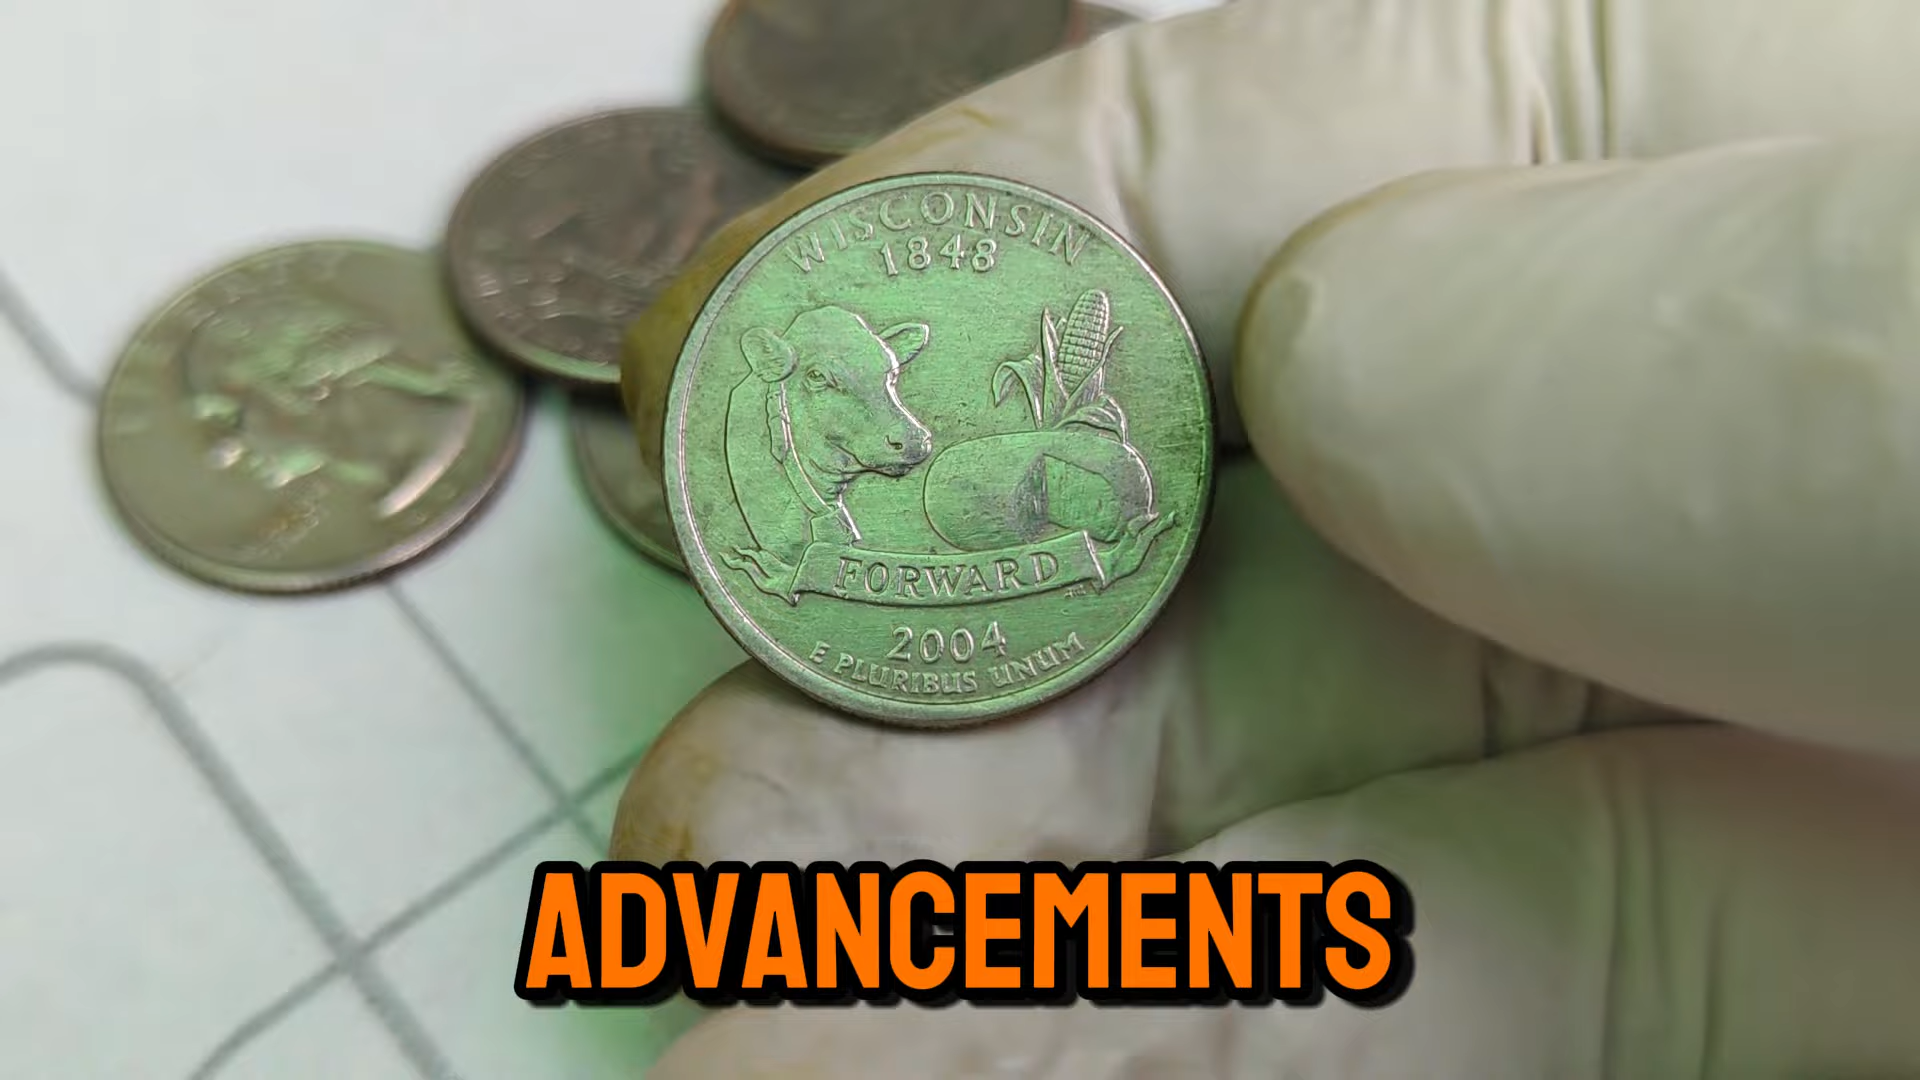 WISCONSIN
1848
FORWARD
2004
E PLURIBUS UNUM
ADVANCEMENTS